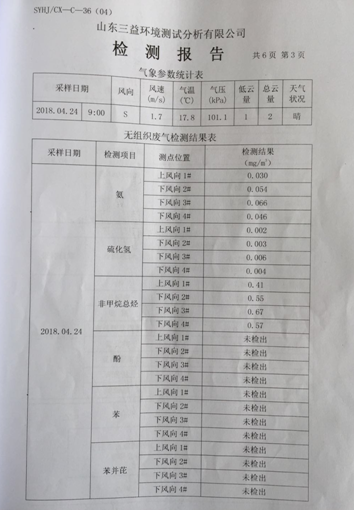 SYHJ/CX—C—36（04）
山东三益环境测试分析有限公司
检 测 报 告 共 6 页 第 3 页
气象参数统计表
采样日期 风向 风速(m/s) 气温(℃) 气压(kPa) 低云量 总云量 天气状况
2018.04.24 9:00 S 1.7 17.8 101.1 1 2 晴
无组织废气检测结果表
采样日期 检测项目 测点位置 检测结果(mg/m³)
2018.04.24 氨 上风向 1# 0.030
下风向 2# 0.054
下风向 3# 0.066
下风向 4# 0.046
硫化氢 上风向 1# 0.002
下风向 2# 0.003
下风向 3# 0.006
下风向 4# 0.004
非甲烷总烃 上风向 1# 0.41
下风向 2# 0.55
下风向 3# 0.67
下风向 4# 0.57
酚 上风向 1# 未检出
下风向 2# 未检出
下风向 3# 未检出
下风向 4# 未检出
苯 上风向 1# 未检出
下风向 2# 未检出
下风向 3# 未检出
下风向 4# 未检出
苯并芘 上风向 1# 未检出
下风向 2# 未检出
下风向 3# 未检出
下风向 4# 未检出